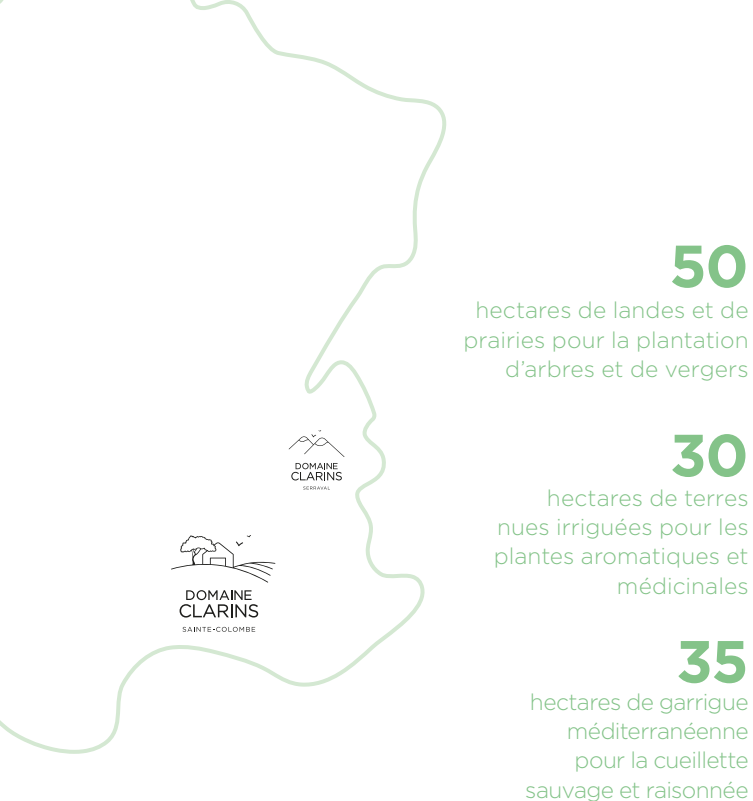 50
hectares de landes et de
prairies pour la plantation
d’arbres et de vergers
DOMAINE
CLARINS
SERRAVAL
30
hectares de terres
nues irriguées pour les
plantes aromatiques et
médicinales
DOMAINE
CLARINS
SAINTE-COLOMBE
35
hectares de garrigue
méditerranéenne
pour la cueillette
sauvage et raisonnée